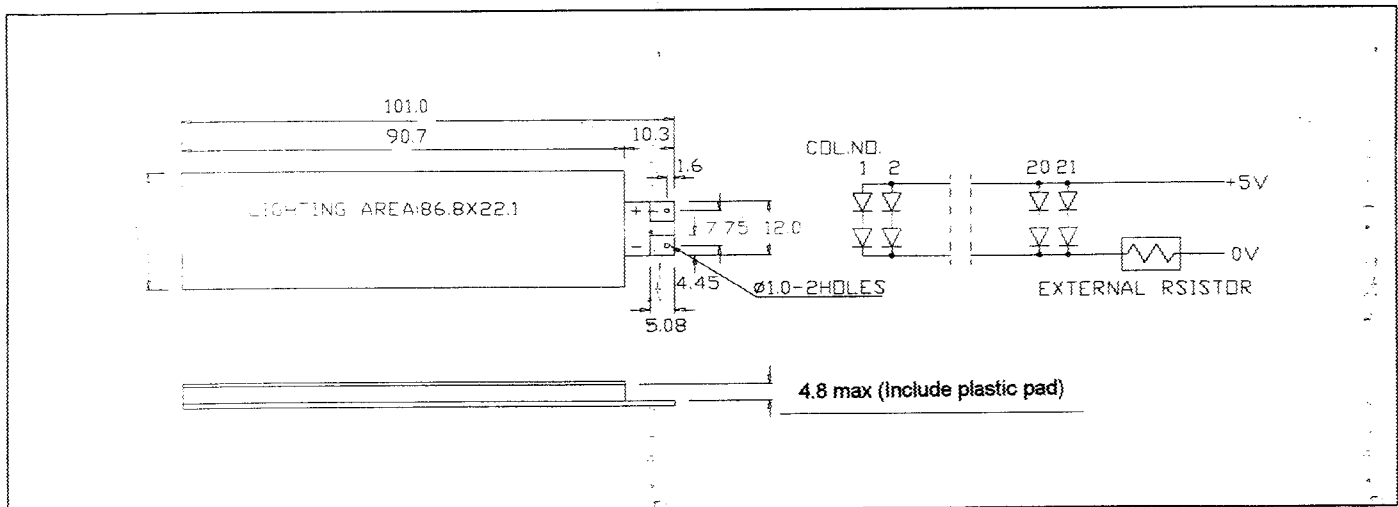 101.0
90.7
10.3
1.6
LIGHTING AREA:86.8X22.1
+
−
7.75
12.0
4.45
5.08
Ø1.0-2HOLES
COL.NO.
1 2
20 21
+5V
0V
EXTERNAL RSISTOR
4.8 max (Include plastic pad)